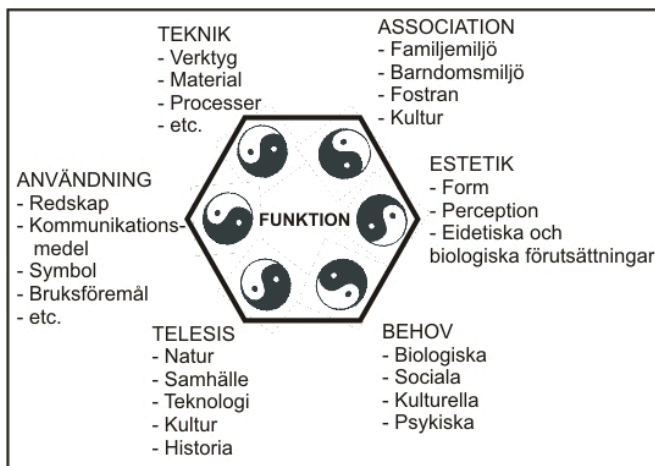 TEKNIK
- Verktyg
- Material
- Processer
- etc.
ASSOCIATION
- Familjemiljö
- Barndomsmiljö
- Fostran
- Kultur
ANVÄNDNING
- Redskap
- Kommunikations-
medel
- Symbol
- Bruksföremål
- etc.
FUNKTION
ESTETIK
- Form
- Perception
- Eidetiska och
biologiska förutsättningar
TELESIS
- Natur
- Samhälle
- Teknologi
- Kultur
- Historia
BEHOV
- Biologiska
- Sociala
- Kulturella
- Psykiska